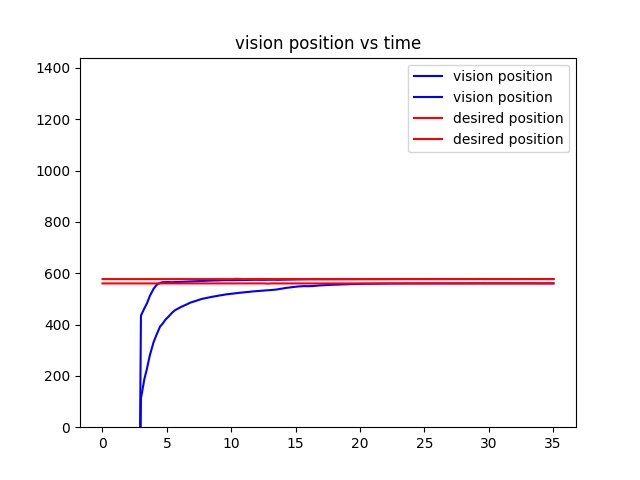 vision position vs time
1400
1200
1000
800
600
400
200
0
vision position
vision position
desired position
desired position
0 5 10 15 20 25 30 35